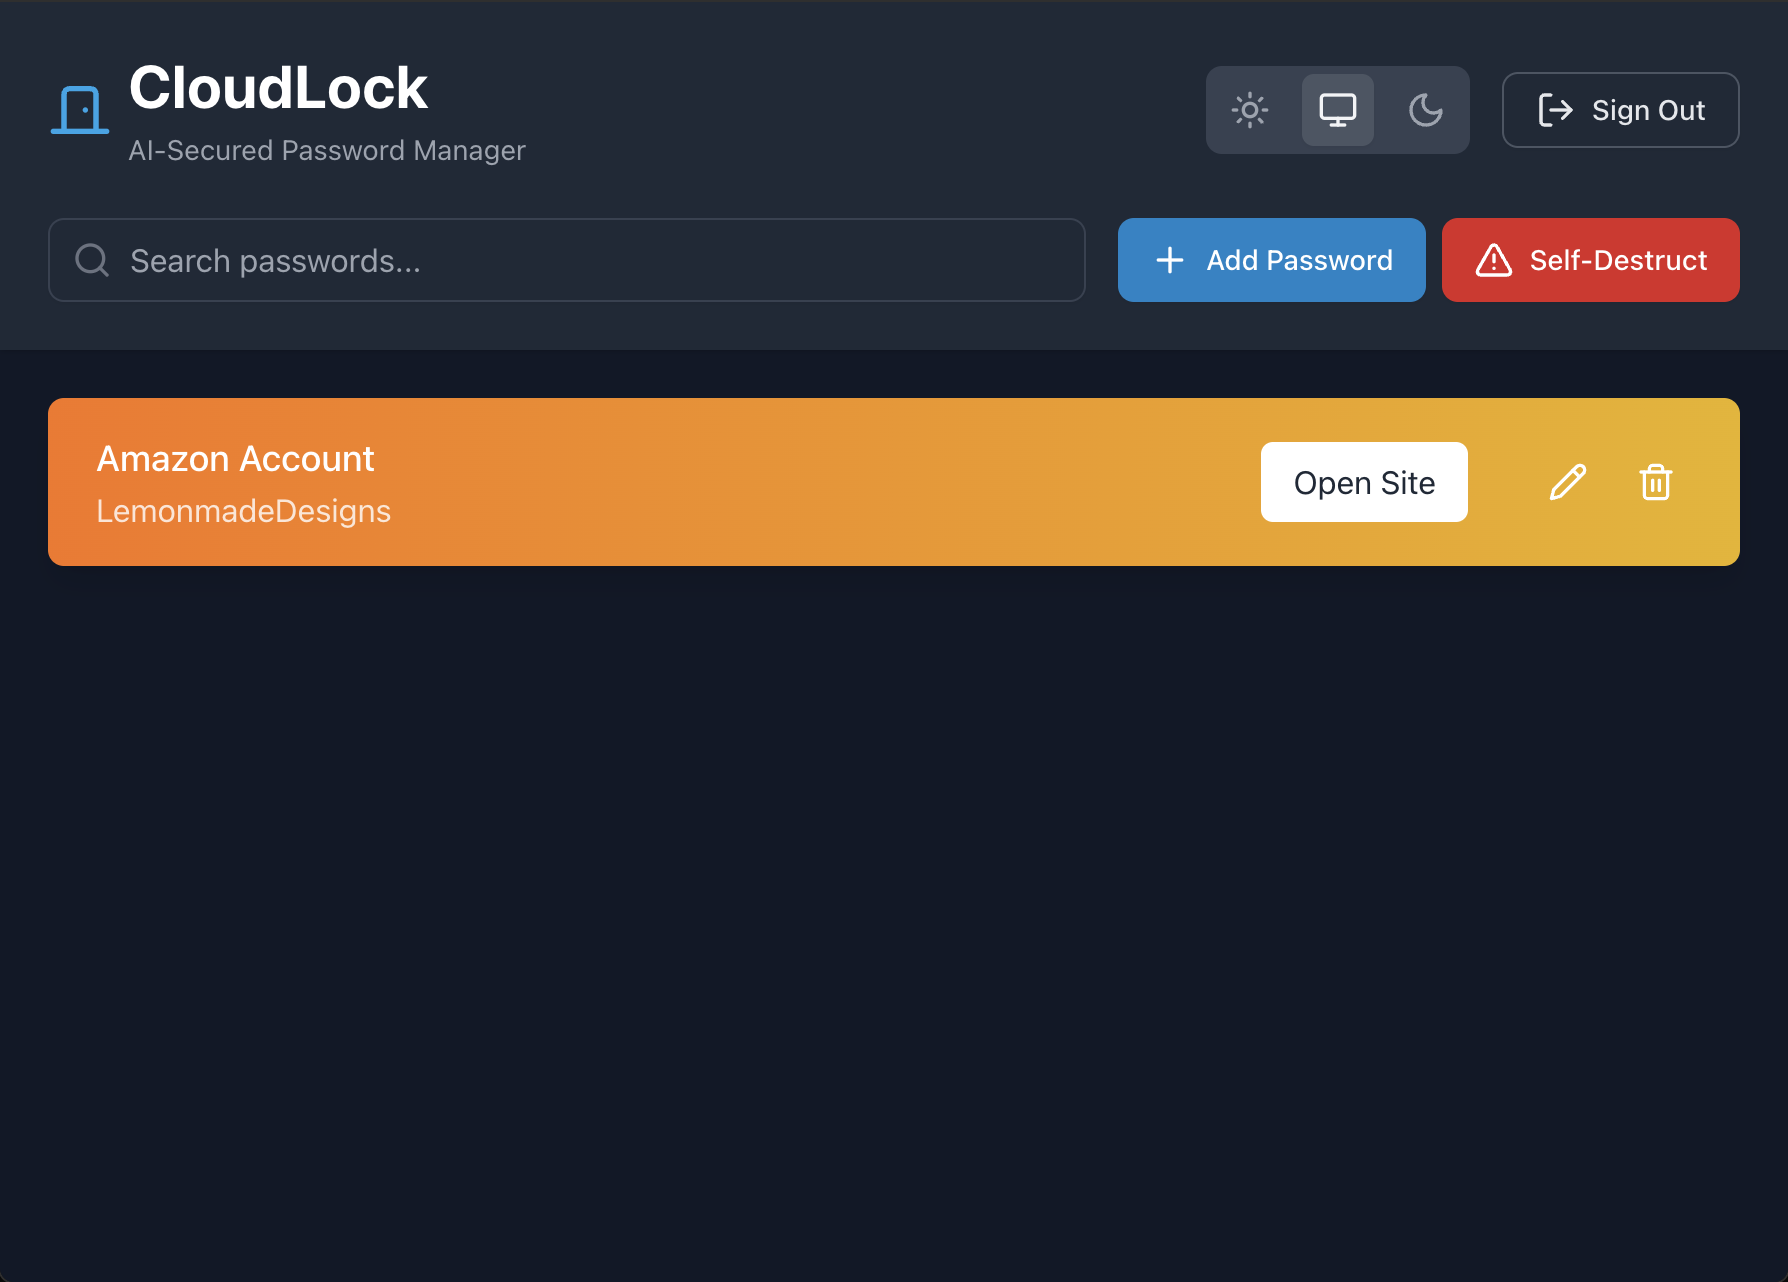 CloudLock
AI-Secured Password Manager
Sign Out
Search passwords...
Add Password
Self-Destruct
Amazon Account
LemonmadeDesigns
Open Site